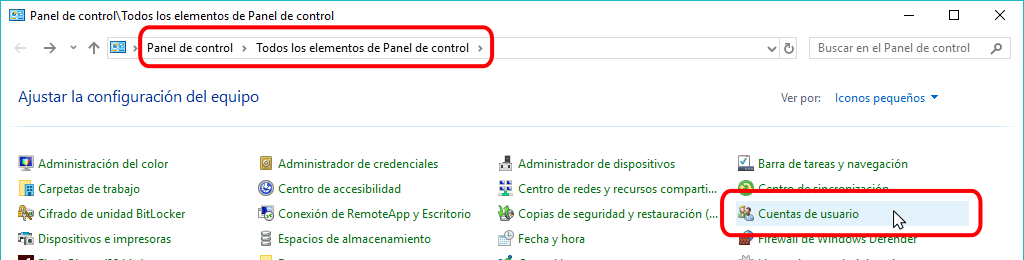 Panel de control\Todos los elementos de Panel de control
Panel de control > Todos los elementos de Panel de control >
Buscar en el Panel de control
Ajustar la configuración del equipo
Ver por: Iconos pequeños
Administración del color
Administrador de credenciales
Administrador de dispositivos
Barra de tareas y navegación
Carpetas de trabajo
Centro de accesibilidad
Centro de redes y recursos comparti...
Centro de sincronización
Cifrado de unidad BitLocker
Conexión de RemoteApp y Escritorio
Copias de seguridad y restauración (...
Cuentas de usuario
Dispositivos e impresoras
Espacios de almacenamiento
Fecha y hora
Firewall de Windows Defender